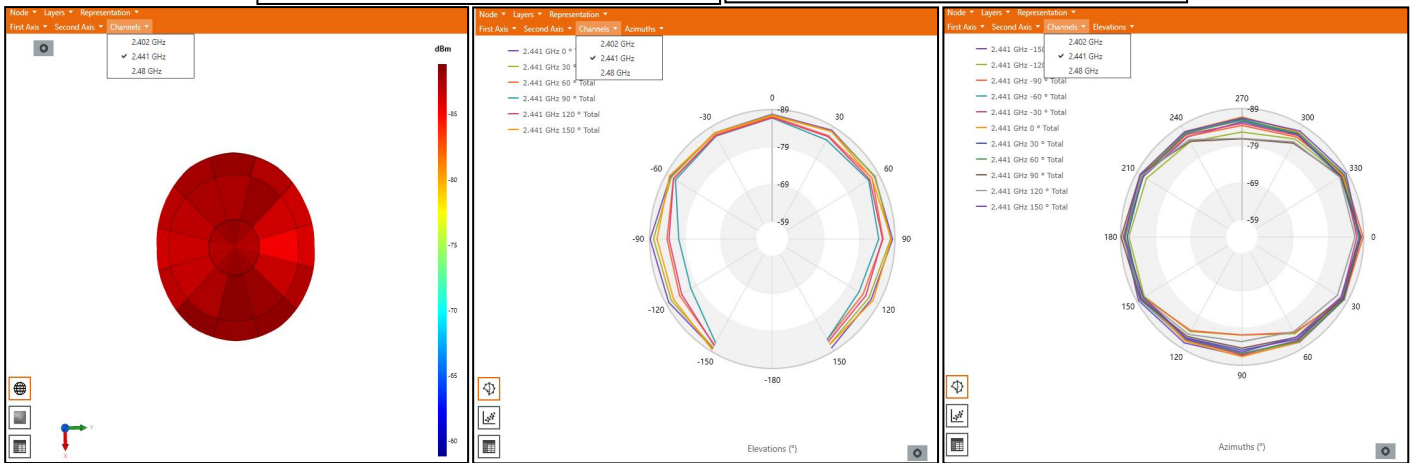 Node Layers Representation
First Axis Second Axis Channels
2.402 GHz
✔ 2.441 GHz
2.48 GHz
dBm
-85
-80
-75
-70
-65
-60
Y
X
Node Layers Representation
First Axis Second Axis Channels Azimuths
2.402 GHz
✔ 2.441 GHz
2.48 GHz
2.441 GHz 0 °
2.441 GHz 30 °
2.441 GHz 60 ° Total
2.441 GHz 90 ° Total
2.441 GHz 120 ° Total
2.441 GHz 150 ° Total
0
-89
-30
30
-79
-60
60
-69
-59
-90
90
-120
120
-150
150
-180
Elevations (°)
Node Layers Representation
First Axis Second Axis Channels Elevations
2.402 GHz
✔ 2.441 GHz
2.48 GHz
2.441 GHz -150
2.441 GHz -120
2.441 GHz -90 ° Total
2.441 GHz -60 ° Total
2.441 GHz -30 ° Total
2.441 GHz 0 ° Total
2.441 GHz 30 ° Total
2.441 GHz 60 ° Total
2.441 GHz 90 ° Total
2.441 GHz 120 ° Total
2.441 GHz 150 ° Total
270
-89
240
300
-79
210
330
-69
-59
180
0
150
30
120
60
90
Azimuths (°)